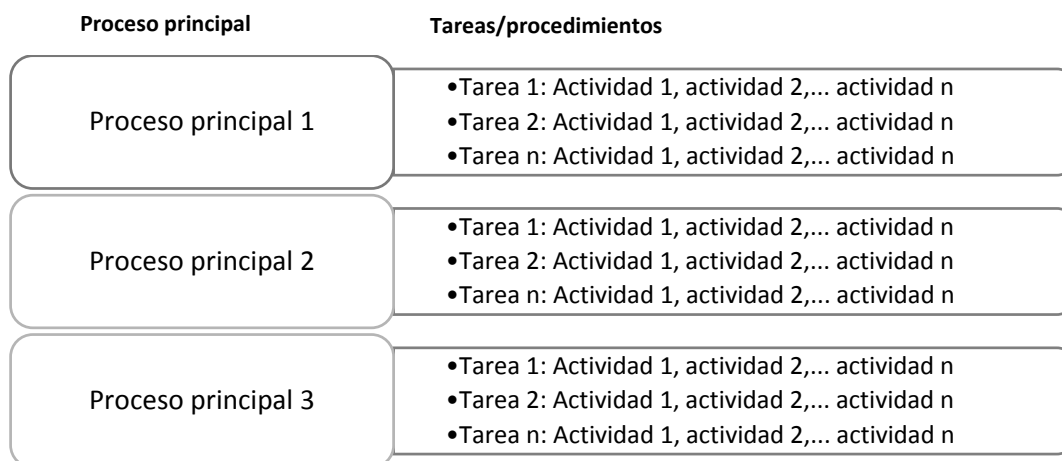 Proceso principal
Tareas/procedimientos
Proceso principal 1
•Tarea 1: Actividad 1, actividad 2,... actividad n
•Tarea 2: Actividad 1, actividad 2,... actividad n
•Tarea n: Actividad 1, actividad 2,... actividad n
Proceso principal 2
•Tarea 1: Actividad 1, actividad 2,... actividad n
•Tarea 2: Actividad 1, actividad 2,... actividad n
•Tarea n: Actividad 1, actividad 2,... actividad n
Proceso principal 3
•Tarea 1: Actividad 1, actividad 2,... actividad n
•Tarea 2: Actividad 1, actividad 2,... actividad n
•Tarea n: Actividad 1, actividad 2,... actividad n